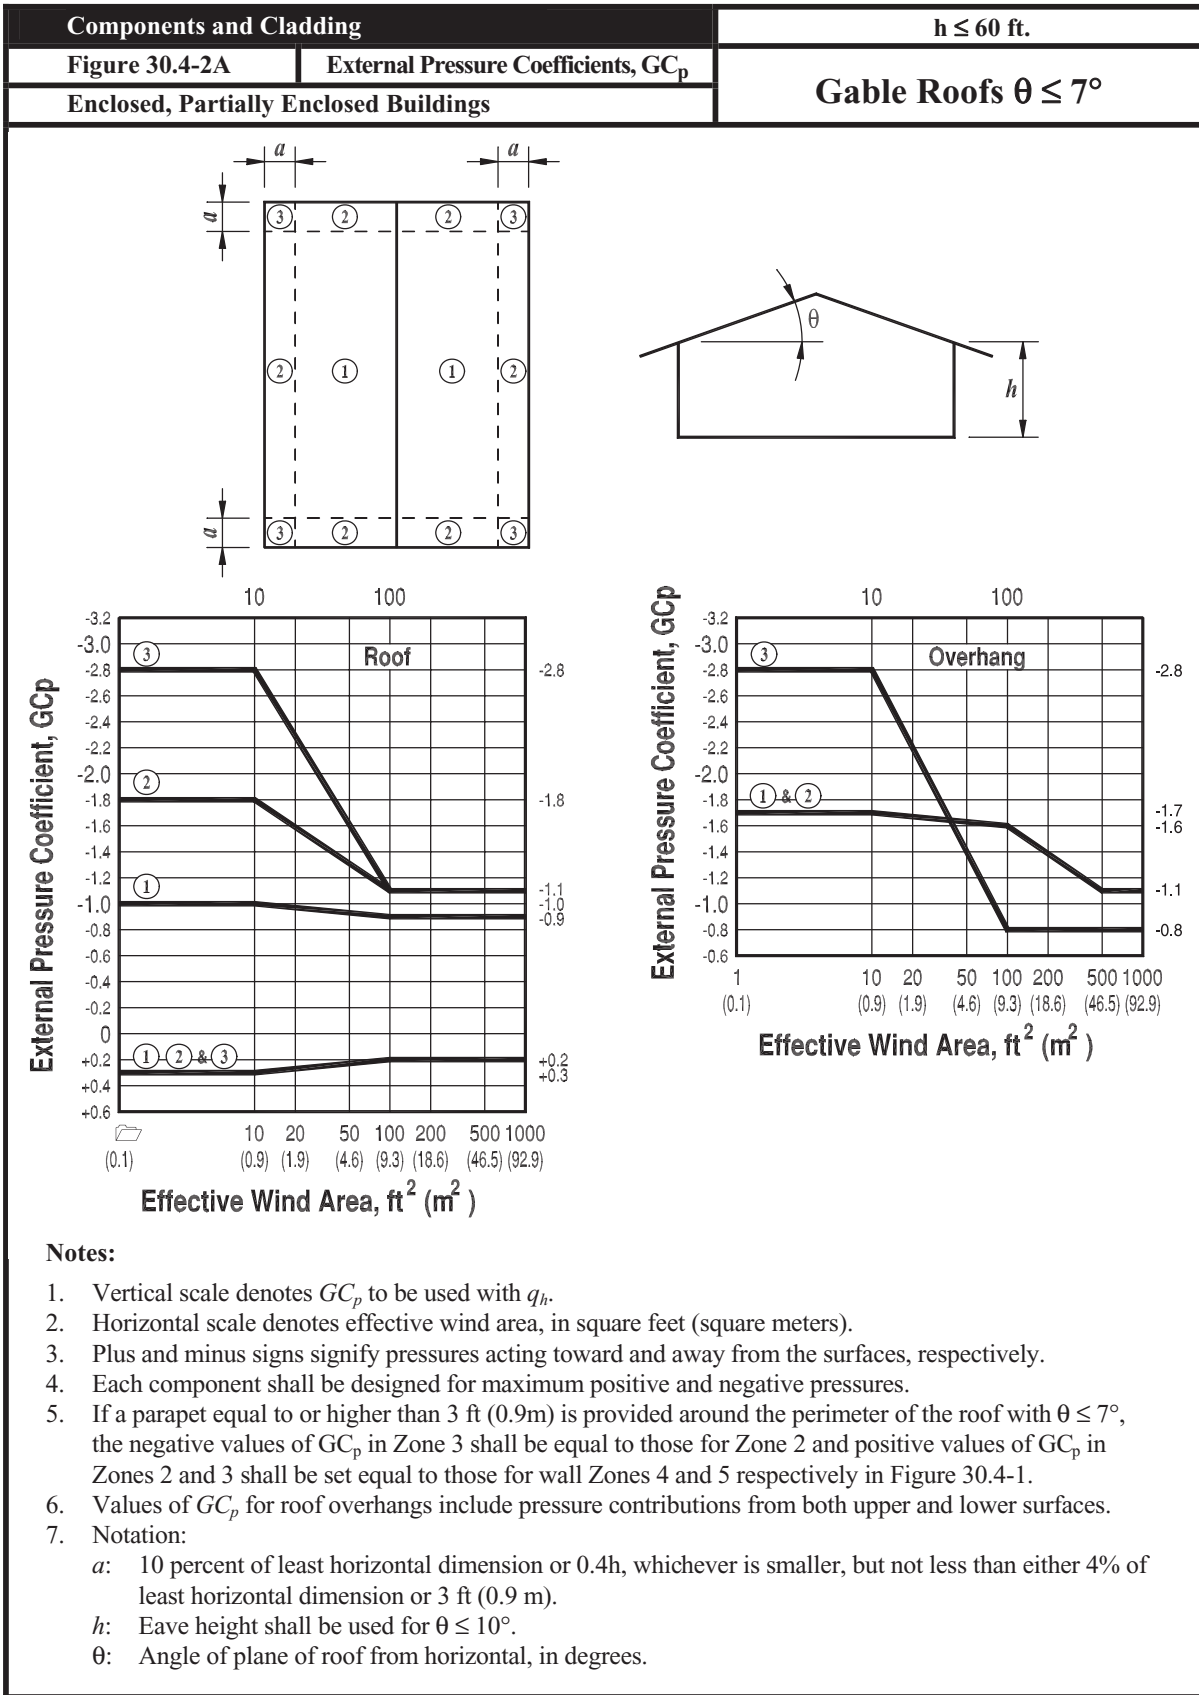 Components and Cladding
h ≤ 60 ft.
Figure 30.4-2A
External Pressure Coefficients, GCp
Gable Roofs θ ≤ 7°
Enclosed, Partially Enclosed Buildings
a a
a
3 2 2 3
2 1 1 2
a
3 2 2 3
θ
h
10 100
-3.2
-3.0
-2.8
-2.6
-2.4
-2.2
-2.0
-1.8
-1.6
-1.4
-1.2
-1.0
-0.8
-0.6
-0.4
-0.2
0
+0.2
+0.4
+0.6
External Pressure Coefficient, GCp
Roof
3
2
1
1 2 & 3
-2.8
-1.8
-1.1
-1.0
-0.9
+0.2
+0.3
10 20 50 100 200 500 1000
(0.1) (0.9) (1.9) (4.6) (9.3) (18.6) (46.5) (92.9)
Effective Wind Area, ft2 (m2 )
10 100
-3.2
-3.0
-2.8
-2.6
-2.4
-2.2
-2.0
-1.8
-1.6
-1.4
-1.2
-1.0
-0.8
-0.6
External Pressure Coefficient, GCp
Overhang
3
1 & 2
-2.8
-1.7
-1.6
-1.1
-0.8
1 10 20 50 100 200 500 1000
(0.1) (0.9) (1.9) (4.6) (9.3) (18.6) (46.5) (92.9)
Effective Wind Area, ft2 (m2 )
Notes:
1. Vertical scale denotes GCp to be used with qh.
2. Horizontal scale denotes effective wind area, in square feet (square meters).
3. Plus and minus signs signify pressures acting toward and away from the surfaces, respectively.
4. Each component shall be designed for maximum positive and negative pressures.
5. If a parapet equal to or higher than 3 ft (0.9m) is provided around the perimeter of the roof with θ ≤ 7°,
the negative values of GCp in Zone 3 shall be equal to those for Zone 2 and positive values of GCp in
Zones 2 and 3 shall be set equal to those for wall Zones 4 and 5 respectively in Figure 30.4-1.
6. Values of GCp for roof overhangs include pressure contributions from both upper and lower surfaces.
7. Notation:
a: 10 percent of least horizontal dimension or 0.4h, whichever is smaller, but not less than either 4% of
least horizontal dimension or 3 ft (0.9 m).
h: Eave height shall be used for θ ≤ 10°.
θ: Angle of plane of roof from horizontal, in degrees.